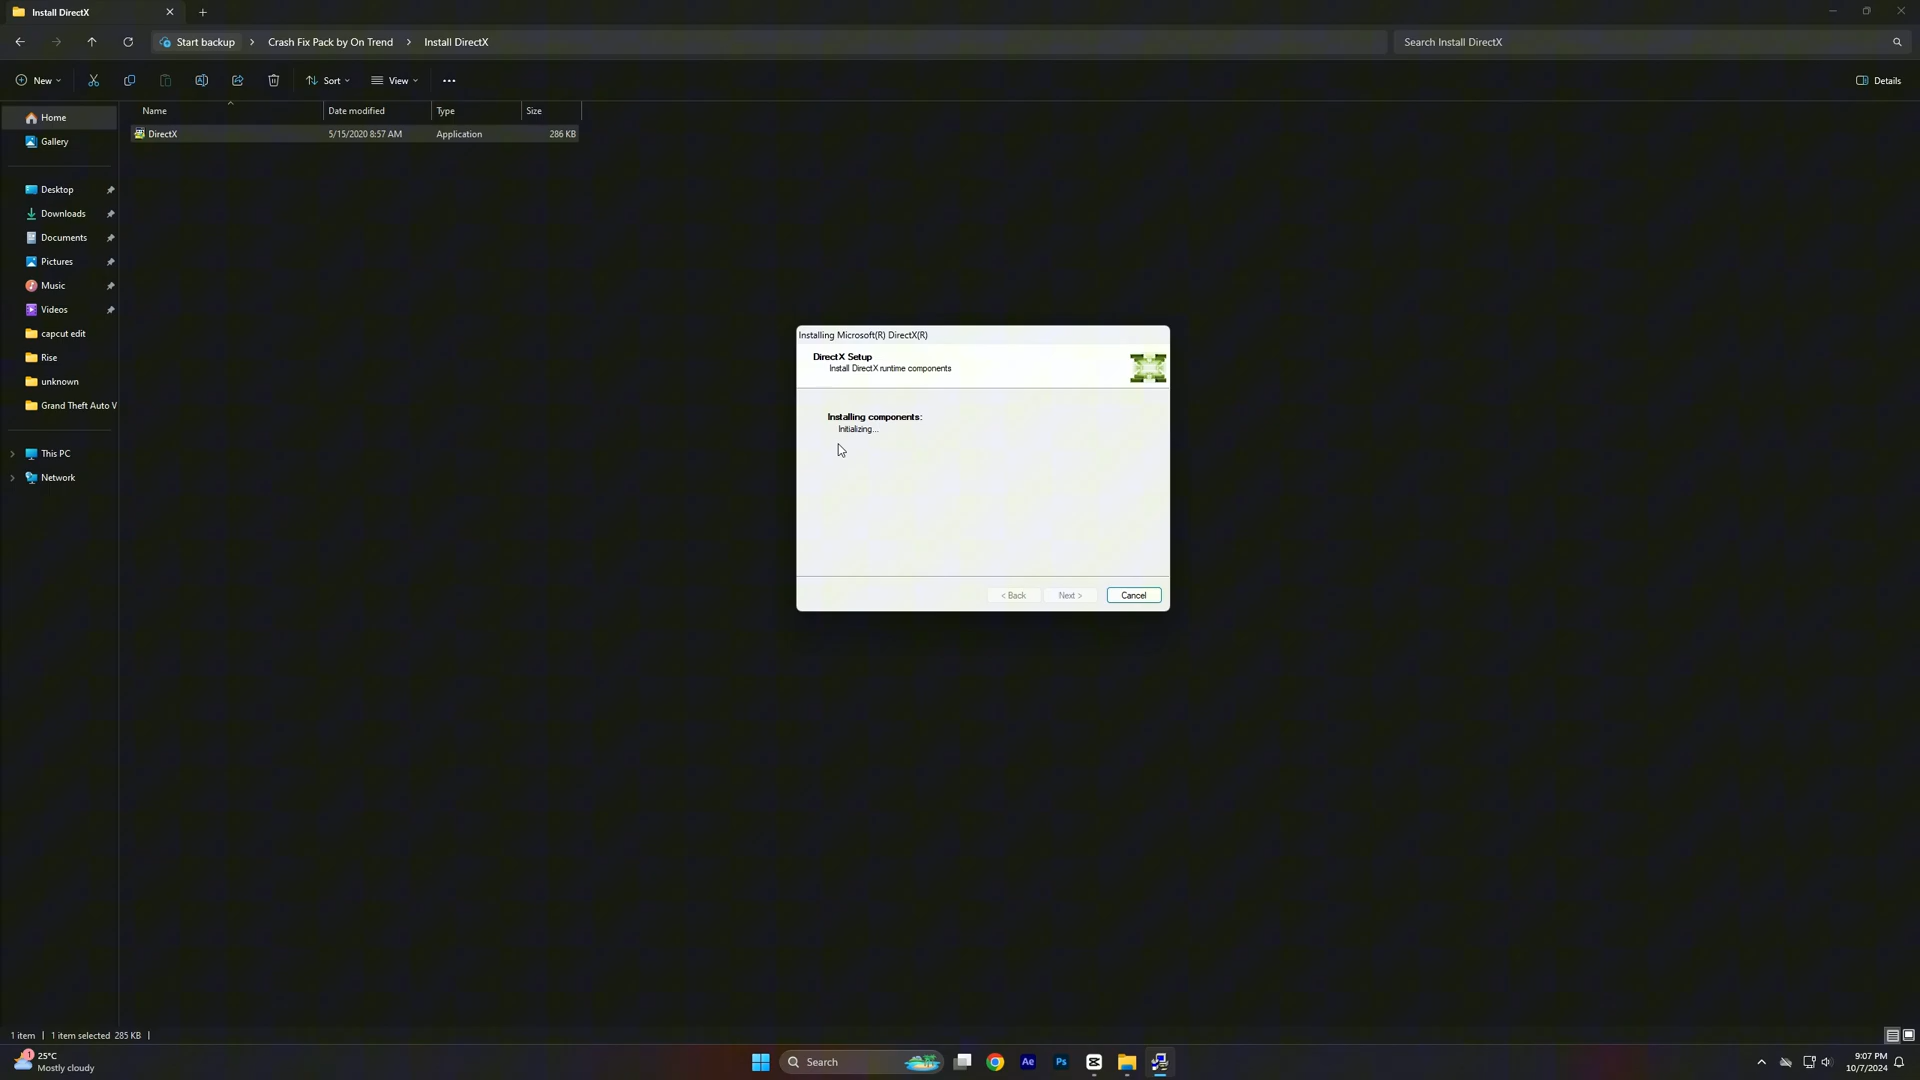 Install DirectX
Start backup
Crash Fix Pack by On Trend
Install DirectX
Search Install DirectX
New
Sort
View
Details
Name
Date modified
Type
Size
DirectX
5/15/2020 8:57 AM
Application
286 KB
Home
Gallery
Desktop
Downloads
Documents
Pictures
Music
Videos
capcut edit
Rise
unknown
Grand Theft Auto V
This PC
Network
Installing Microsoft(R) DirectX(R)
DirectX Setup
Install DirectX runtime components
Installing components:
Initializing...
< Back
Next >
Cancel
1 item
1 item selected 285 KB
1
25°C
Mostly cloudy
Search
Ae
Ps
9:07 PM
10/7/2024